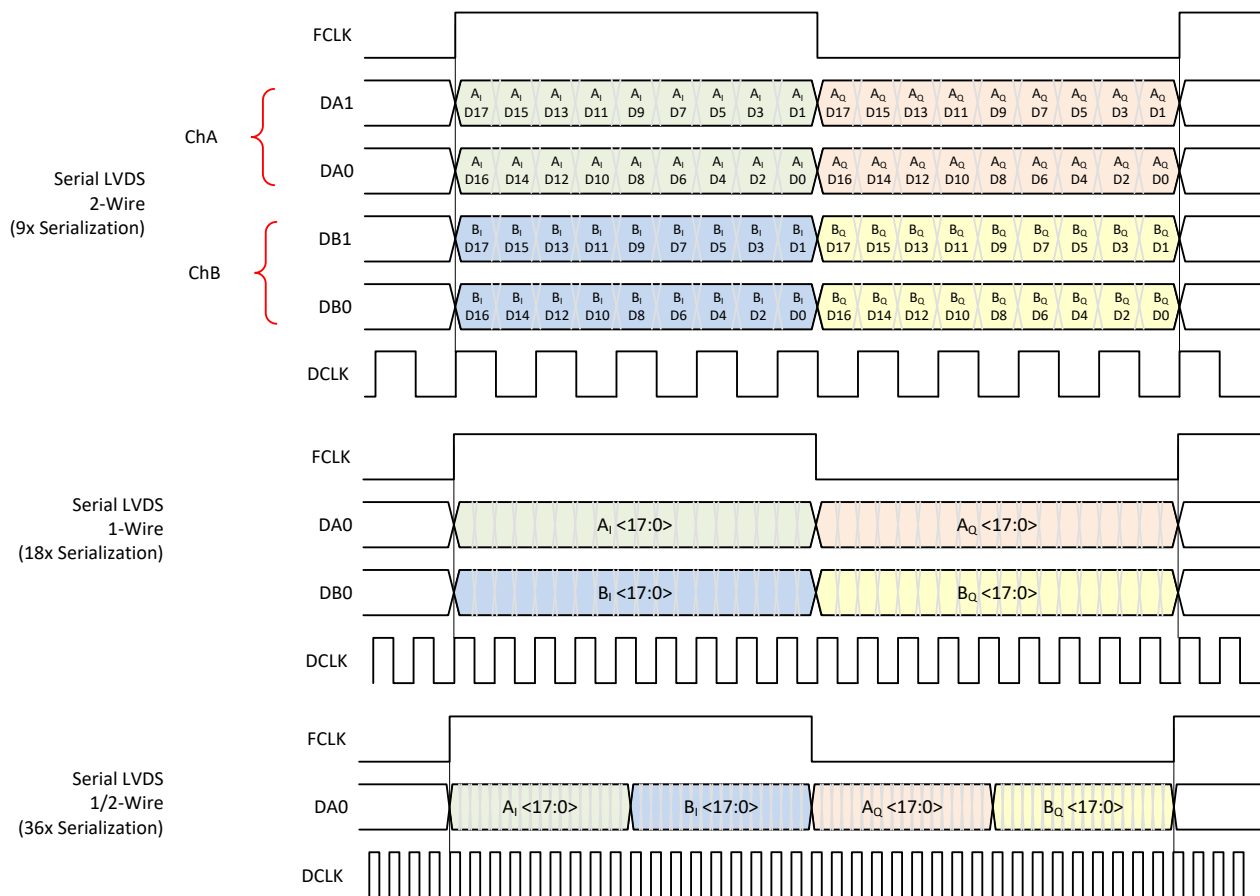 FCLK
DA1
A_I A_I A_I A_I A_I A_I A_I A_I A_I A_Q A_Q A_Q A_Q A_Q A_Q A_Q A_Q A_Q
D17 D15 D13 D11 D9 D7 D5 D3 D1 D17 D15 D13 D11 D9 D7 D5 D3 D1
ChA
DA0
A_I A_I A_I A_I A_I A_I A_I A_I A_I A_Q A_Q A_Q A_Q A_Q A_Q A_Q A_Q A_Q
D16 D14 D12 D10 D8 D6 D4 D2 D0 D16 D14 D12 D10 D8 D6 D4 D2 D0
Serial LVDS
2-Wire
(9x Serialization)
DB1
B_I B_I B_I B_I B_I B_I B_I B_I B_I B_Q B_Q B_Q B_Q B_Q B_Q B_Q B_Q B_Q
D17 D15 D13 D11 D9 D7 D5 D3 D1 D17 D15 D13 D11 D9 D7 D5 D3 D1
ChB
DB0
B_I B_I B_I B_I B_I B_I B_I B_I B_I B_Q B_Q B_Q B_Q B_Q B_Q B_Q B_Q B_Q
D16 D14 D12 D10 D8 D6 D4 D2 D0 D16 D14 D12 D10 D8 D6 D4 D2 D0
DCLK
FCLK
Serial LVDS
1-Wire
(18x Serialization)
DA0 A_I <17:0> A_Q <17:0>
DB0 B_I <17:0> B_Q <17:0>
DCLK
FCLK
Serial LVDS
1/2-Wire
(36x Serialization)
DA0 A_I <17:0> B_I <17:0> A_Q <17:0> B_Q <17:0>
DCLK